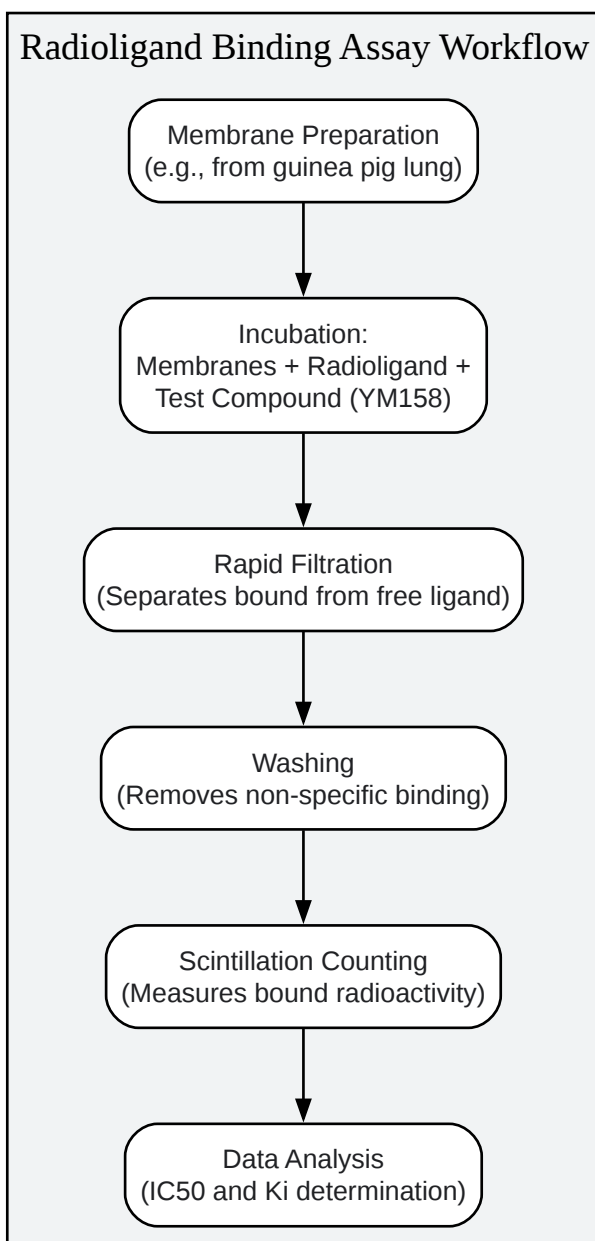 Radioligand Binding Assay Workflow
Membrane Preparation
(e.g., from guinea pig lung)
Incubation:
Membranes + Radioligand +
Test Compound (YM158)
Rapid Filtration
(Separates bound from free ligand)
Washing
(Removes non-specific binding)
Scintillation Counting
(Measures bound radioactivity)
Data Analysis
(IC50 and Ki determination)